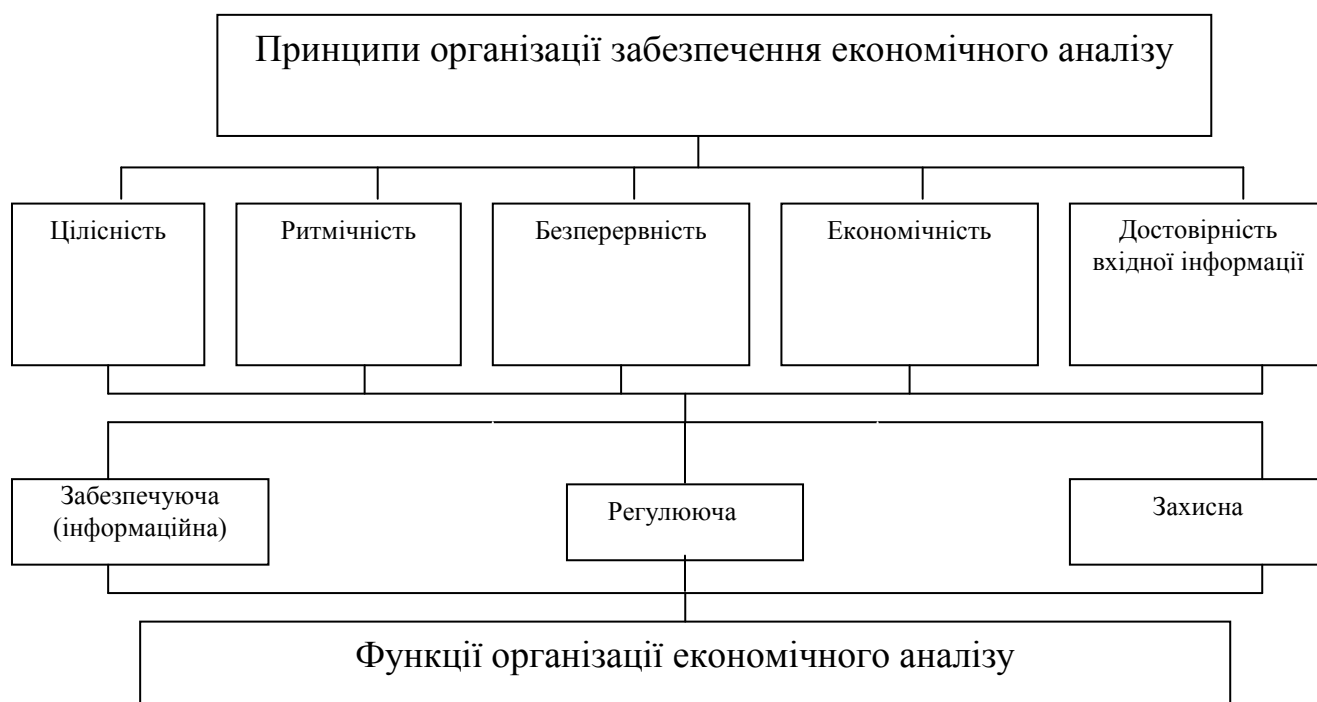 Принципи організації забезпечення економічного аналізу
Цілісність
Ритмічність
Безперервність
Економічність
Достовірність
вхідної інформації
Забезпечуюча
(інформаційна)
Регулююча
Захисна
Функції організації економічного аналізу